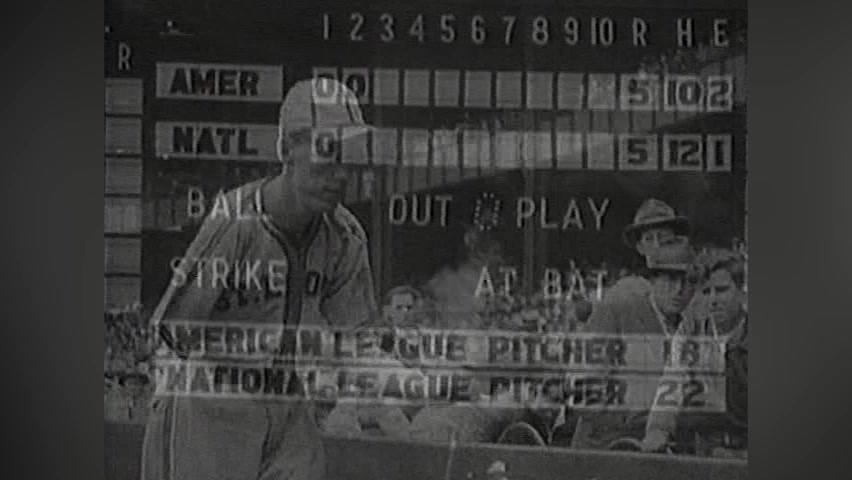 1 2 3 4 5 6 7 8 9 10 R H E
R
AMER 0 0 5 10 2
NATL 0 5 12 1
BALL OUT 0 PLAY
STRIKE AT BAT
AMERICAN LEAGUE PITCHER 18
NATIONAL LEAGUE PITCHER 22